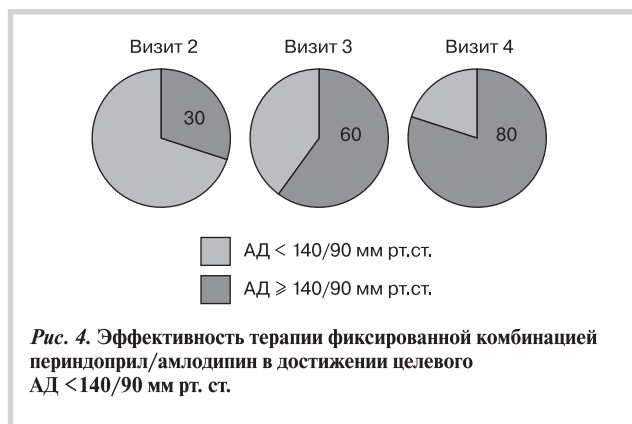 Визит 2
Визит 3
Визит 4
30
60
80
АД < 140/90 мм рт.ст.
АД ⩾ 140/90 мм рт.ст.
Рис. 4. Эффективность терапии фиксированной комбинацией
периндоприл/амлодипин в достижении целевого
АД <140/90 мм рт. ст.